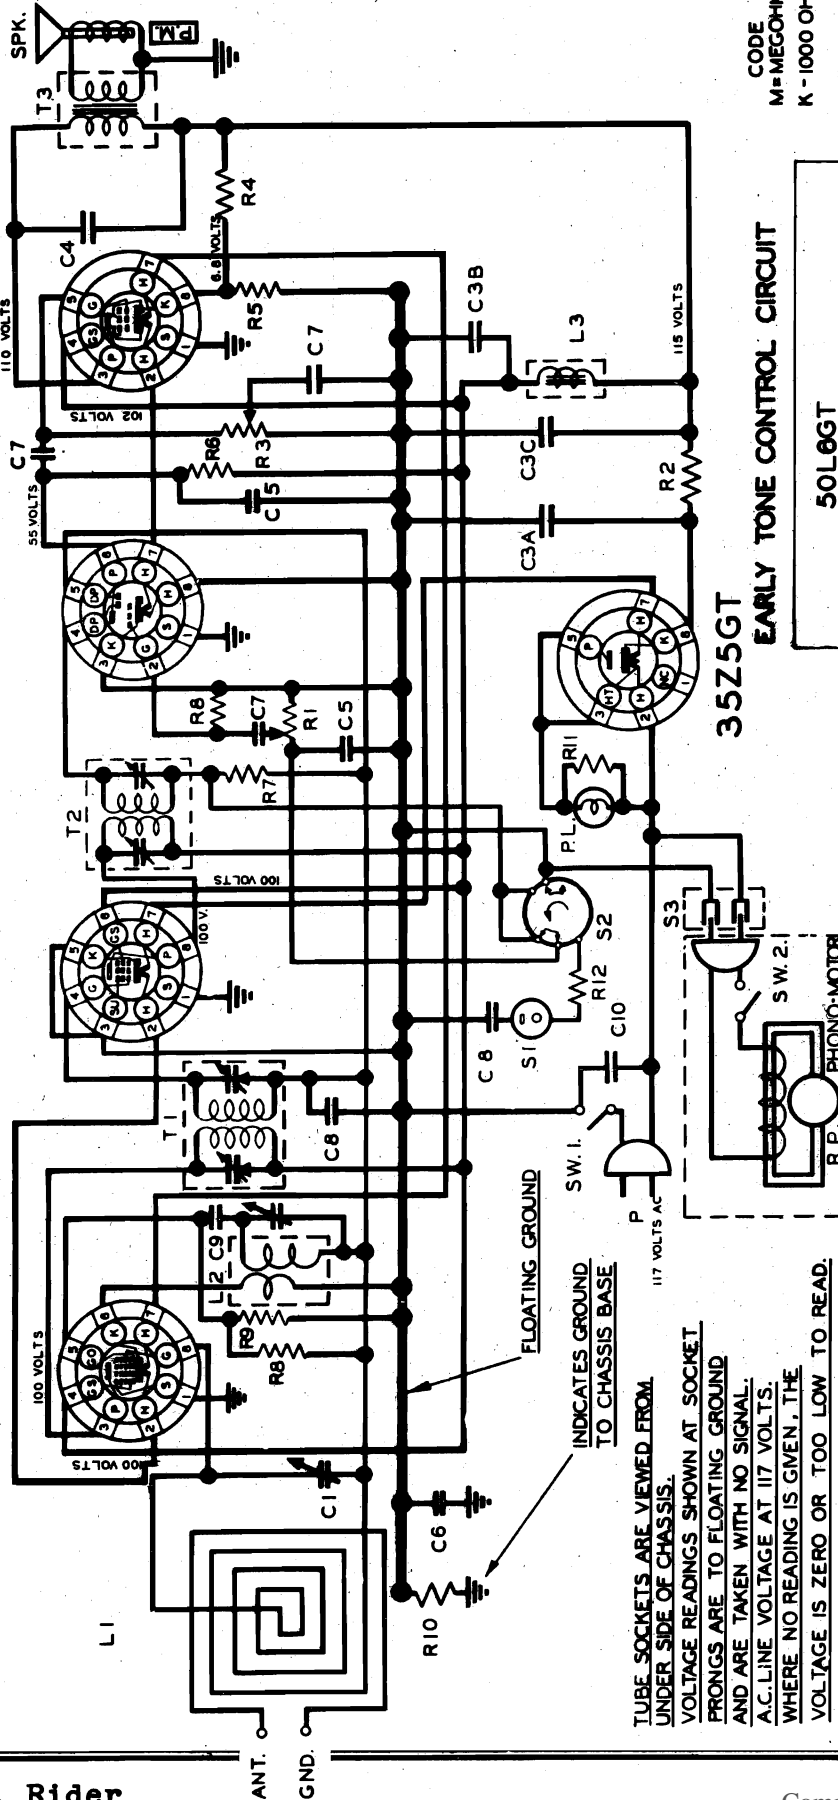 SPK.
P.M.
T3
CODE
M=MEGOHM
K - 1000 OH
C4
R4
6.8 VOLTS
110 VOLTS
R5
C7
C3B
L3
115 VOLTS
102 VOLTS
C7
R6
R3
C5
C3C
R2
C3A
55 VOLTS
EARLY TONE CONTROL CIRCUIT
50L6GT
35Z5GT
R8
C7
R1
C5
T2
R7
R11
P.L.
100 VOLTS
100 V.
S2
S3
R12
C8
S1
C10
SW. 2.
PHONO-MOTOR
R.P.
T1
C8
SW. 1.
P
117 VOLTS AC
C9
L2
R9
R8
100 VOLTS
100 VOLTS
C1
C6
R10
L1
ANT.
GND.
FLOATING GROUND
INDICATES GROUND
TO CHASSIS BASE
TUBE SOCKETS ARE VIEWED FROM
UNDER SIDE OF CHASSIS.
VOLTAGE READINGS SHOWN AT SOCKET
PRONGS ARE TO FLOATING GROUND
AND ARE TAKEN WITH NO SIGNAL.
A.C. LINE VOLTAGE AT 117 VOLTS.
WHERE NO READING IS GIVEN, THE
VOLTAGE IS ZERO OR TOO LOW TO READ.
Rider